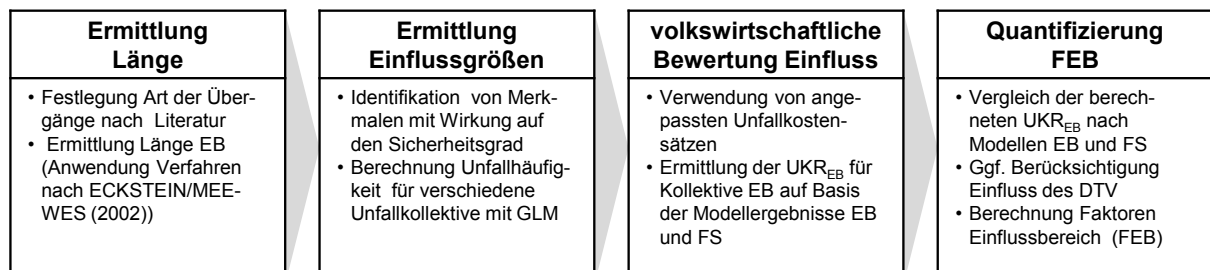 Ermittlung
Länge
• Festlegung Art der Über-
gänge nach Literatur
• Ermittlung Länge EB
(Anwendung Verfahren
nach ECKSTEIN/MEE-
WES (2002))
Ermittlung
Einflussgrößen
• Identifikation von Merk-
malen mit Wirkung auf
den Sicherheitsgrad
• Berechnung Unfallhäufig-
keit für verschiedene
Unfallkollektive mit GLM
volkswirtschaftliche
Bewertung Einfluss
• Verwendung von ange-
passten Unfallkosten-
sätzen
• Ermittlung der UKR_EB für
Kollektive EB auf Basis
der Modellergebnisse EB
und FS
Quantifizierung
FEB
• Vergleich der berech-
neten UKR_EB nach
Modellen EB und FS
• Ggf. Berücksichtigung
Einfluss des DTV
• Berechnung Faktoren
Einflussbereich (FEB)